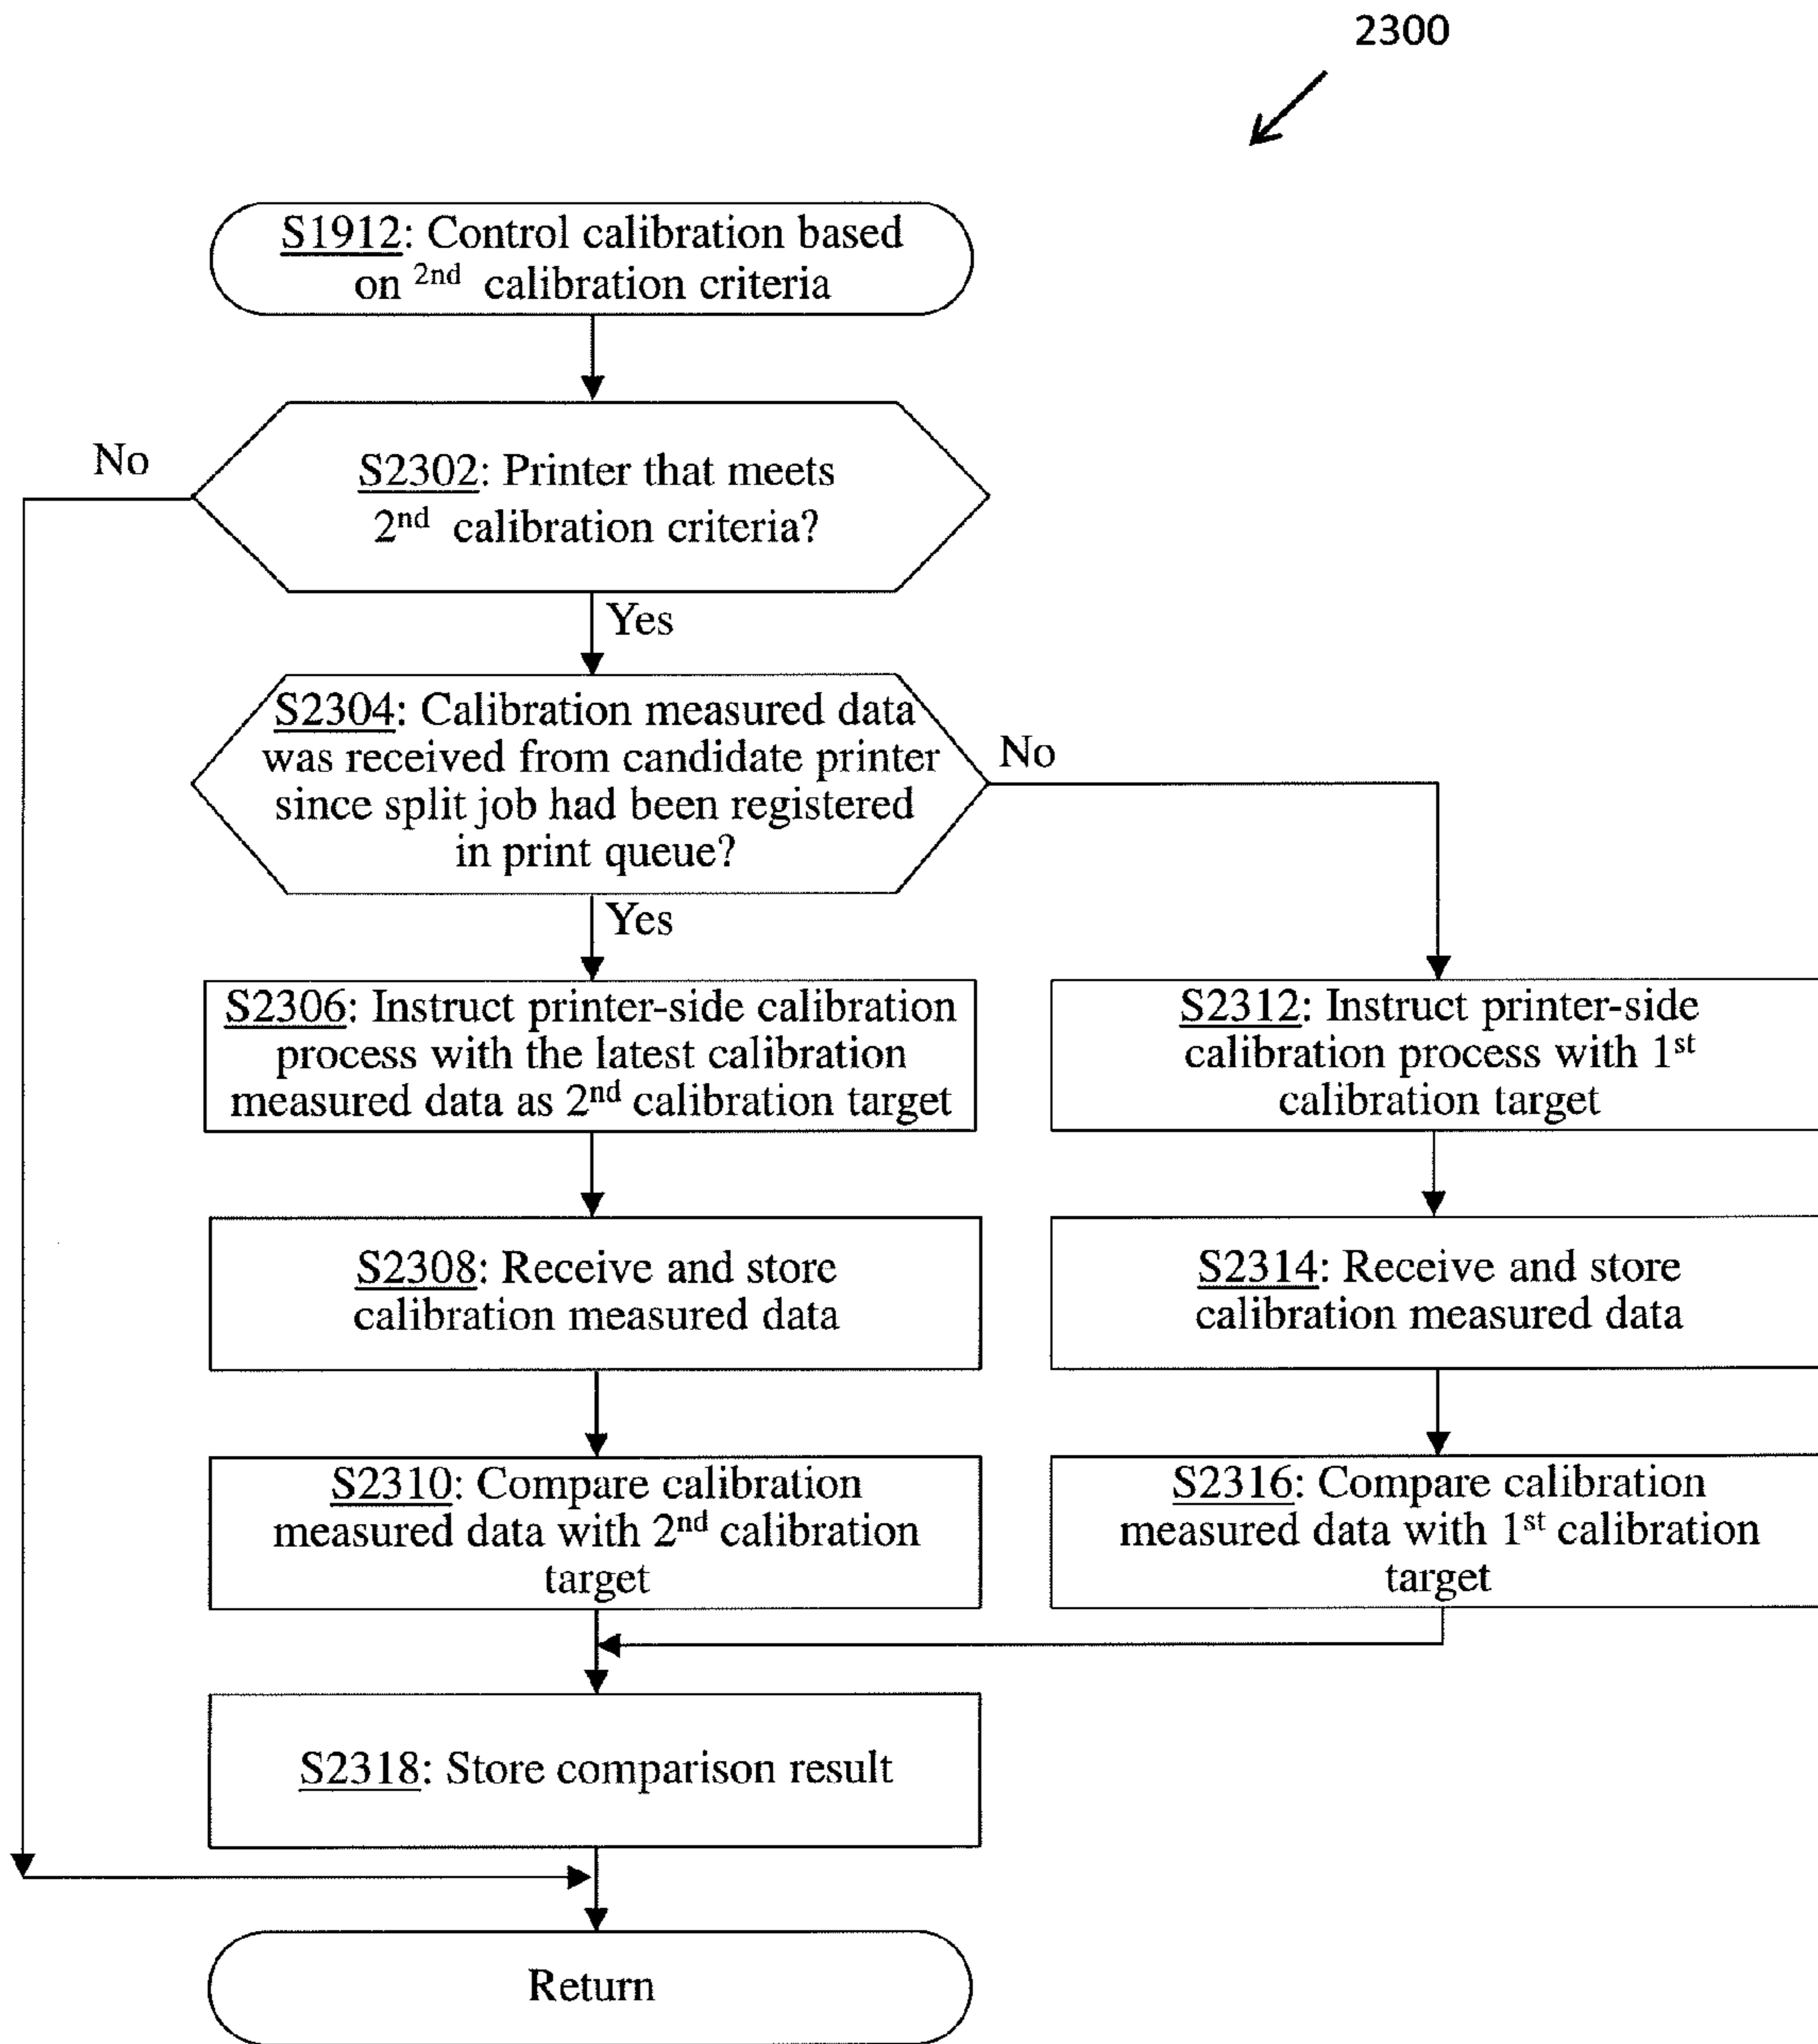 2300
S1912: Control calibration based
on 2nd calibration criteria
No
S2302: Printer that meets
2nd calibration criteria?
Yes
S2304: Calibration measured data
was received from candidate printer
since split job had been registered
in print queue?
No
Yes
S2306: Instruct printer-side calibration
process with the latest calibration
measured data as 2nd calibration target
S2312: Instruct printer-side
calibration process with 1st
calibration target
S2308: Receive and store
calibration measured data
S2314: Receive and store
calibration measured data
S2310: Compare calibration
measured data with 2nd calibration
target
S2316: Compare calibration
measured data with 1st calibration
target
S2318: Store comparison result
Return